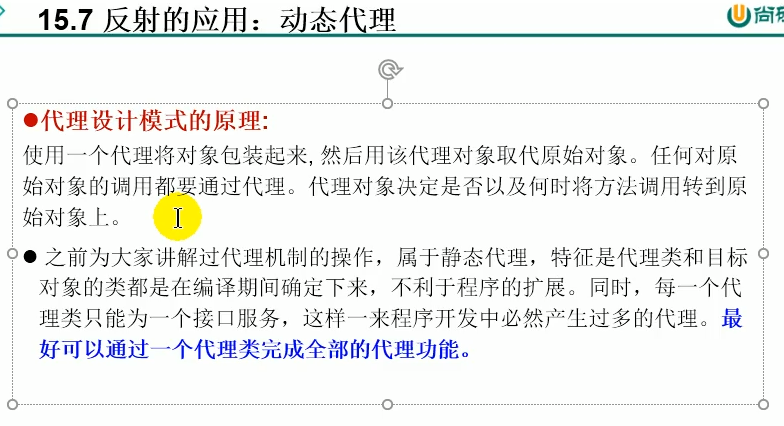 15.7 反射的应用：动态代理
尚硅
●代理设计模式的原理:
使用一个代理将对象包装起来, 然后用该代理对象取代原始对象。任何对原
始对象的调用都要通过代理。代理对象决定是否以及何时将方法调用转到原
始对象上。
● 之前为大家讲解过代理机制的操作，属于静态代理，特征是代理类和目标
对象的类都是在编译期间确定下来，不利于程序的扩展。同时，每一个代
理类只能为一个接口服务，这样一来程序开发中必然产生过多的代理。最
好可以通过一个代理类完成全部的代理功能。